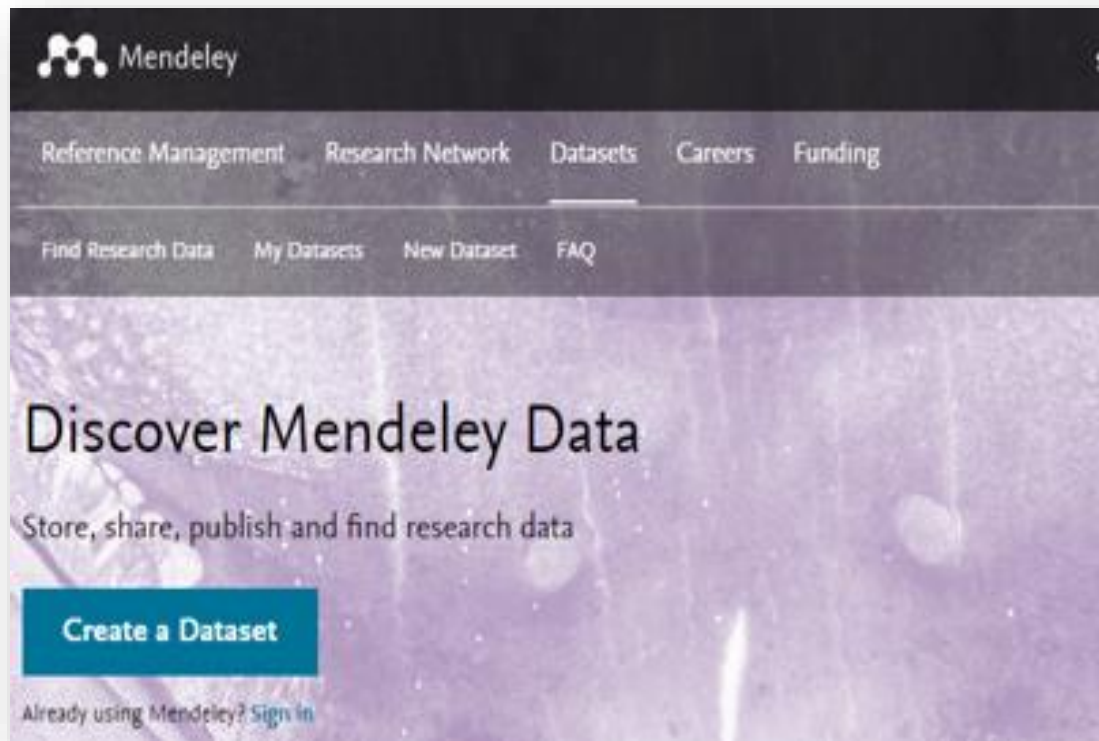 Mendeley
Reference Management Research Network Datasets Careers Funding
Find Research Data My Datasets New Dataset FAQ
Discover Mendeley Data
Store, share, publish and find research data
Create a Dataset
Already using Mendeley? Sign in